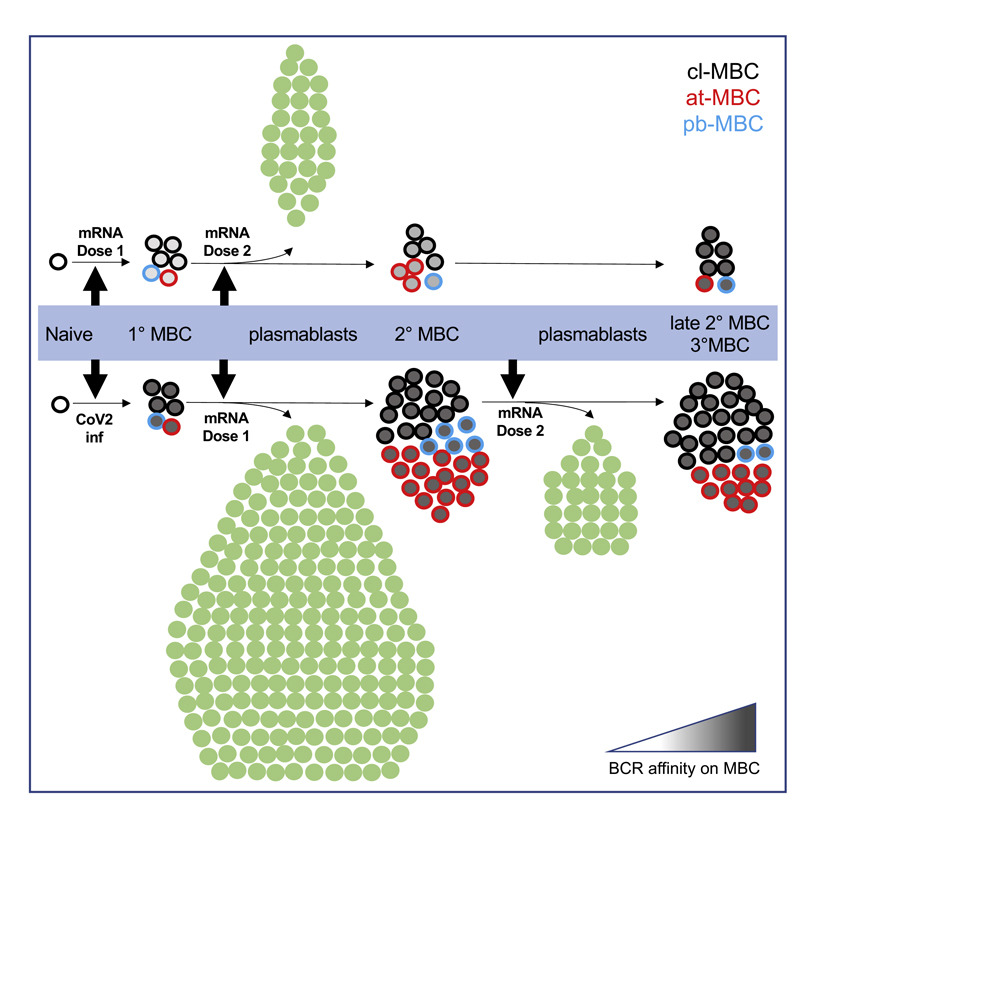 cl-MBC
at-MBC
pb-MBC
mRNA
Dose 1
mRNA
Dose 2
Naive
1° MBC
plasmablasts
2° MBC
plasmablasts
late 2° MBC
3°MBC
CoV2
inf
mRNA
Dose 1
mRNA
Dose 2
BCR affinity on MBC